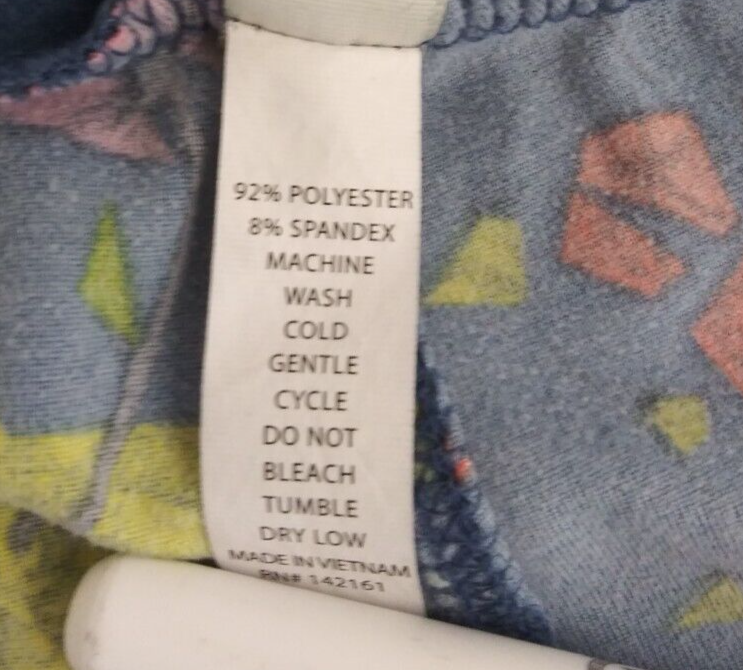 92% POLYESTER
8% SPANDEX
MACHINE
WASH
COLD
GENTLE
CYCLE
DO NOT
BLEACH
TUMBLE
DRY LOW
MADE IN VIETNAM
RN# 142161